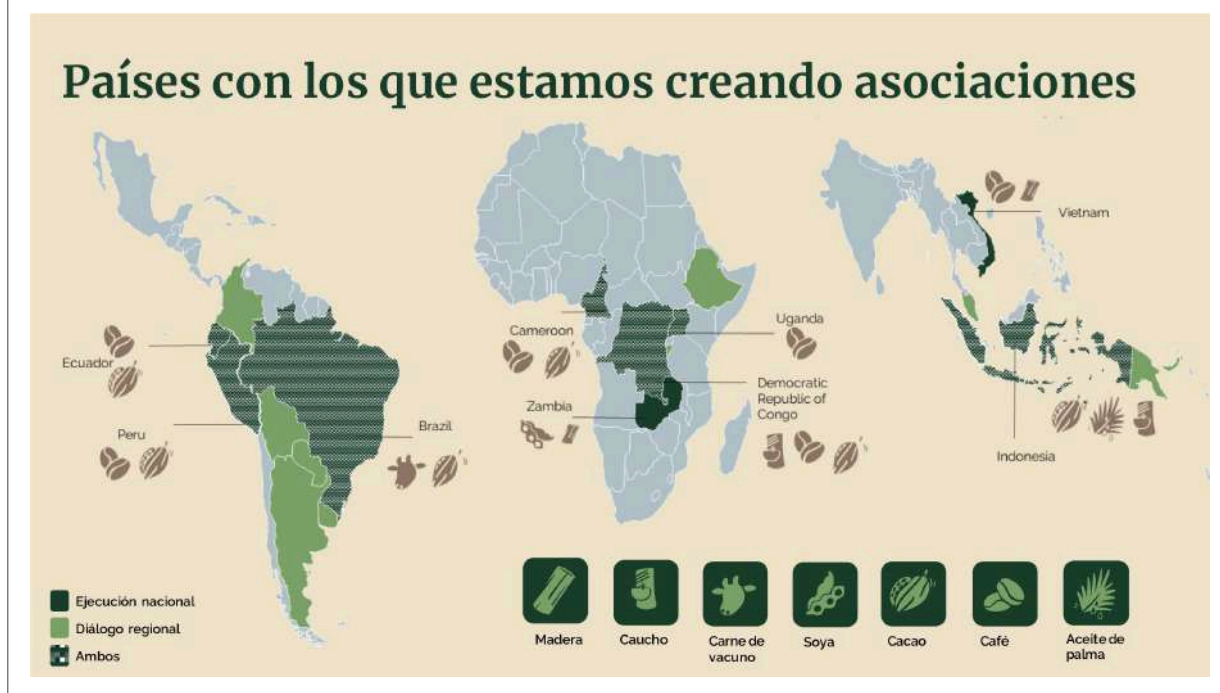 Países con los que estamos creando asociaciones
Vietnam
Ecuador
Peru
Brazil
Cameroon
Uganda
Zambia
Democratic
Republic of
Congo
Indonesia
Ejecución nacional
Diálogo regional
Ambos
Madera
Caucho
Carne de
vacuno
Soya
Cacao
Café
Aceite de
palma